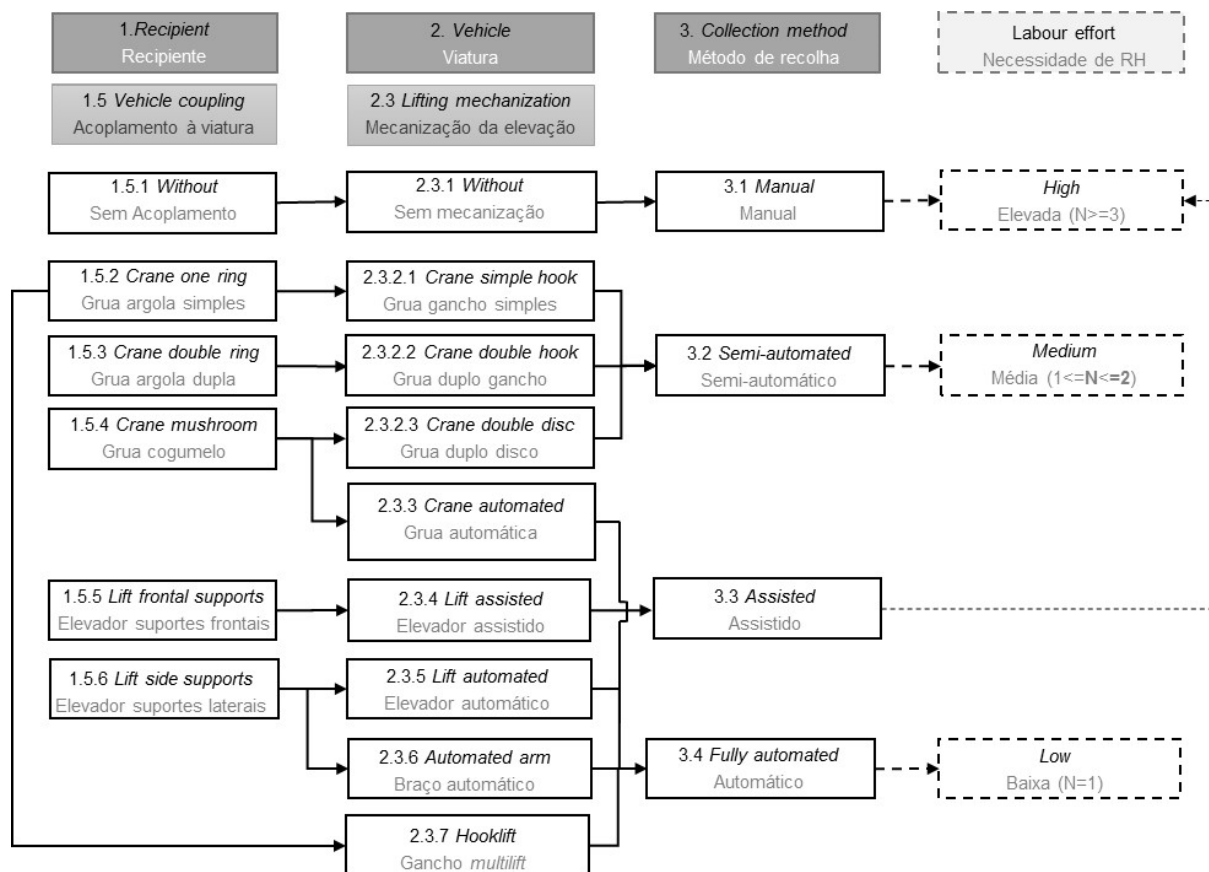 1.Recipient
Recipiente
2. Vehicle
Viatura
3. Collection method
Método de recolha
Labour effort
Necessidade de RH
1.5 Vehicle coupling
Acoplamento à viatura
2.3 Lifting mechanization
Mecanização da elevação
1.5.1 Without
Sem Acoplamento
2.3.1 Without
Sem mecanização
3.1 Manual
Manual
High
Elevada (N>=3)
1.5.2 Crane one ring
Grua argola simples
2.3.2.1 Crane simple hook
Grua gancho simples
1.5.3 Crane double ring
Grua argola dupla
2.3.2.2 Crane double hook
Grua duplo gancho
3.2 Semi-automated
Semi-automático
Medium
Média (1<=N<=2)
1.5.4 Crane mushroom
Grua cogumelo
2.3.2.3 Crane double disc
Grua duplo disco
2.3.3 Crane automated
Grua automática
1.5.5 Lift frontal supports
Elevador suportes frontais
2.3.4 Lift assisted
Elevador assistido
3.3 Assisted
Assistido
1.5.6 Lift side supports
Elevador suportes laterais
2.3.5 Lift automated
Elevador automático
2.3.6 Automated arm
Braço automático
3.4 Fully automated
Automático
Low
Baixa (N=1)
2.3.7 Hooklift
Gancho multilift